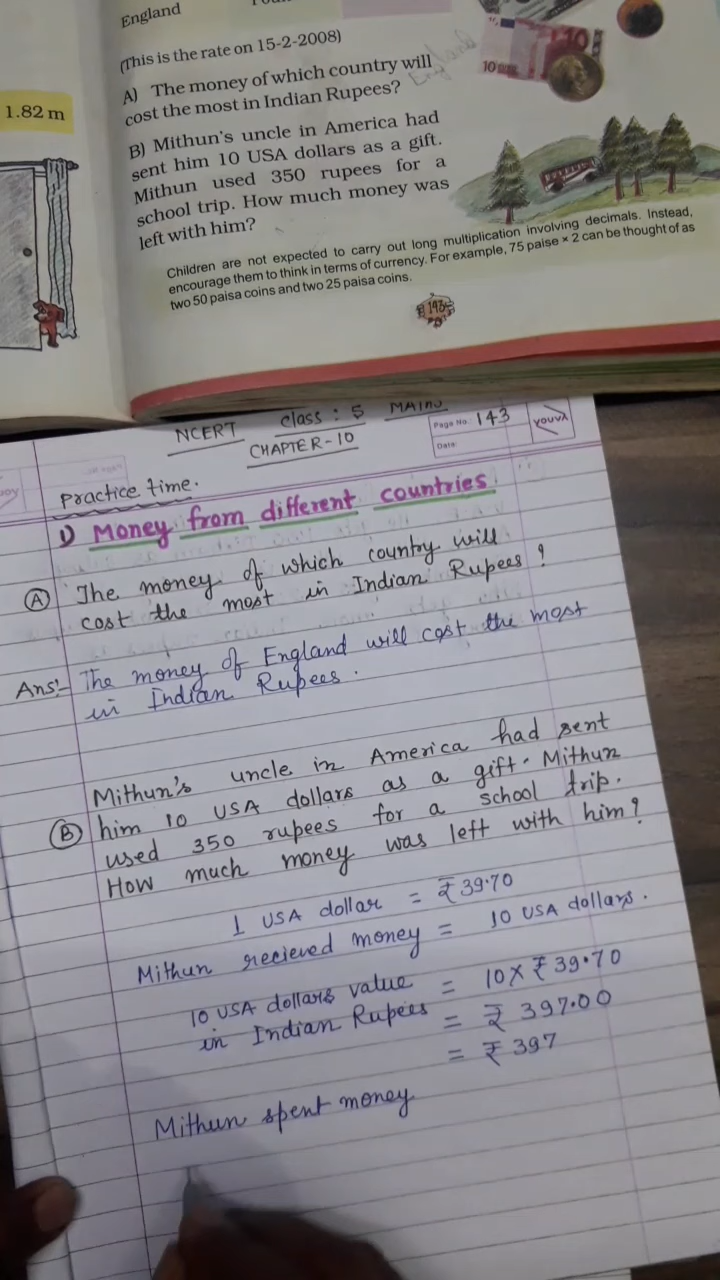 England
(This is the rate on 15-2-2008)
A) The money of which country will
cost the most in Indian Rupees?
England
B) Mithun's uncle in America had
sent him 10 USA dollars as a gift.
Mithun used 350 rupees for a
school trip. How much money was
left with him?
1.82 m
10
Children are not expected to carry out long multiplication involving decimals. Instead,
encourage them to think in terms of currency. For example, 75 paise × 2 can be thought of as
two 50 paisa coins and two 25 paisa coins.
143
NCERT class : 5 MATHS
CHAPTER-10
Page No. 143
Date:
YOUVA
Practice time.
1) Money from different countries
(A) The money of which country will
cost the most in Indian Rupees?
Ans:- The money of England will cost the most
in Indian Rupees.
Mithun's uncle in America had sent
(B) him 10 USA dollars as a gift. Mithun
used 350 rupees for a school trip.
How much money was left with him?
1 USA dollar = ₹39.70
Mithun recieved money = 10 USA dollars.
10 USA dollars value = 10 X ₹39.70
in Indian Rupees = ₹ 397.00
= ₹ 397
Mithun spent money